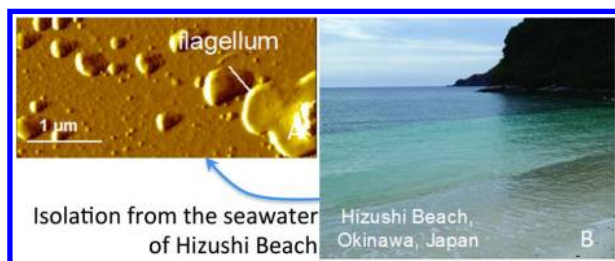 flagellum
A
1 μm
Isolation from the seawater
of Hizushi Beach
Hizushi Beach,
Okinawa, Japan
B